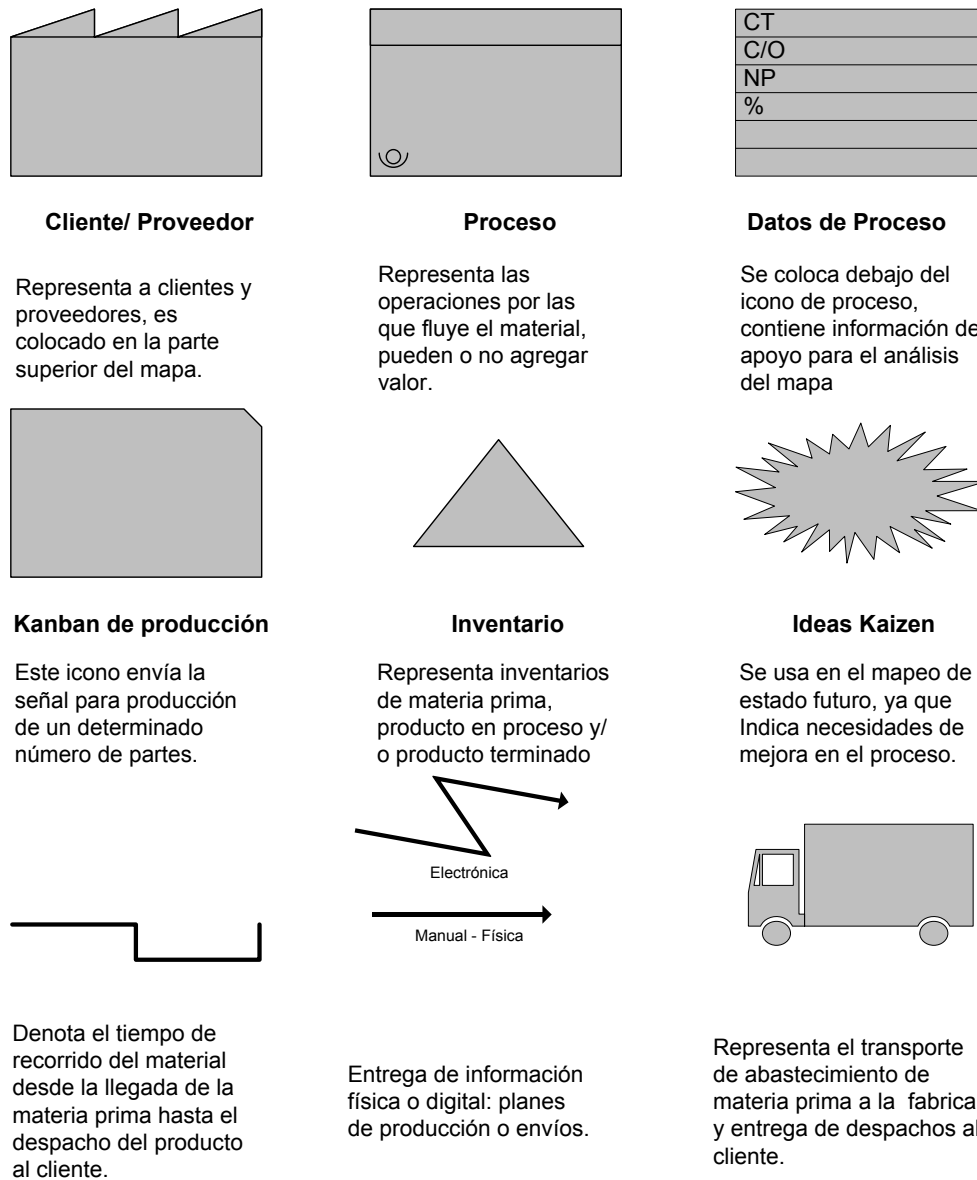 CT
C/O
NP
%
Cliente/ Proveedor
Representa a clientes y
proveedores, es
colocado en la parte
superior del mapa.
Proceso
Representa las
operaciones por las
que fluye el material,
pueden o no agregar
valor.
Datos de Proceso
Se coloca debajo del
icono de proceso,
contiene información de
apoyo para el análisis
del mapa
Kanban de producción
Este icono envía la
señal para producción
de un determinado
número de partes.
Inventario
Representa inventarios
de materia prima,
producto en proceso y/
o producto terminado
Ideas Kaizen
Se usa en el mapeo de
estado futuro, ya que
Indica necesidades de
mejora en el proceso.
Denota el tiempo de
recorrido del material
desde la llegada de la
materia prima hasta el
despacho del producto
al cliente.
Electrónica
Manual - Física
Entrega de información
física o digital: planes
de producción o envíos.
Representa el transporte
de abastecimiento de
materia prima a la fabrica
y entrega de despachos al
cliente.